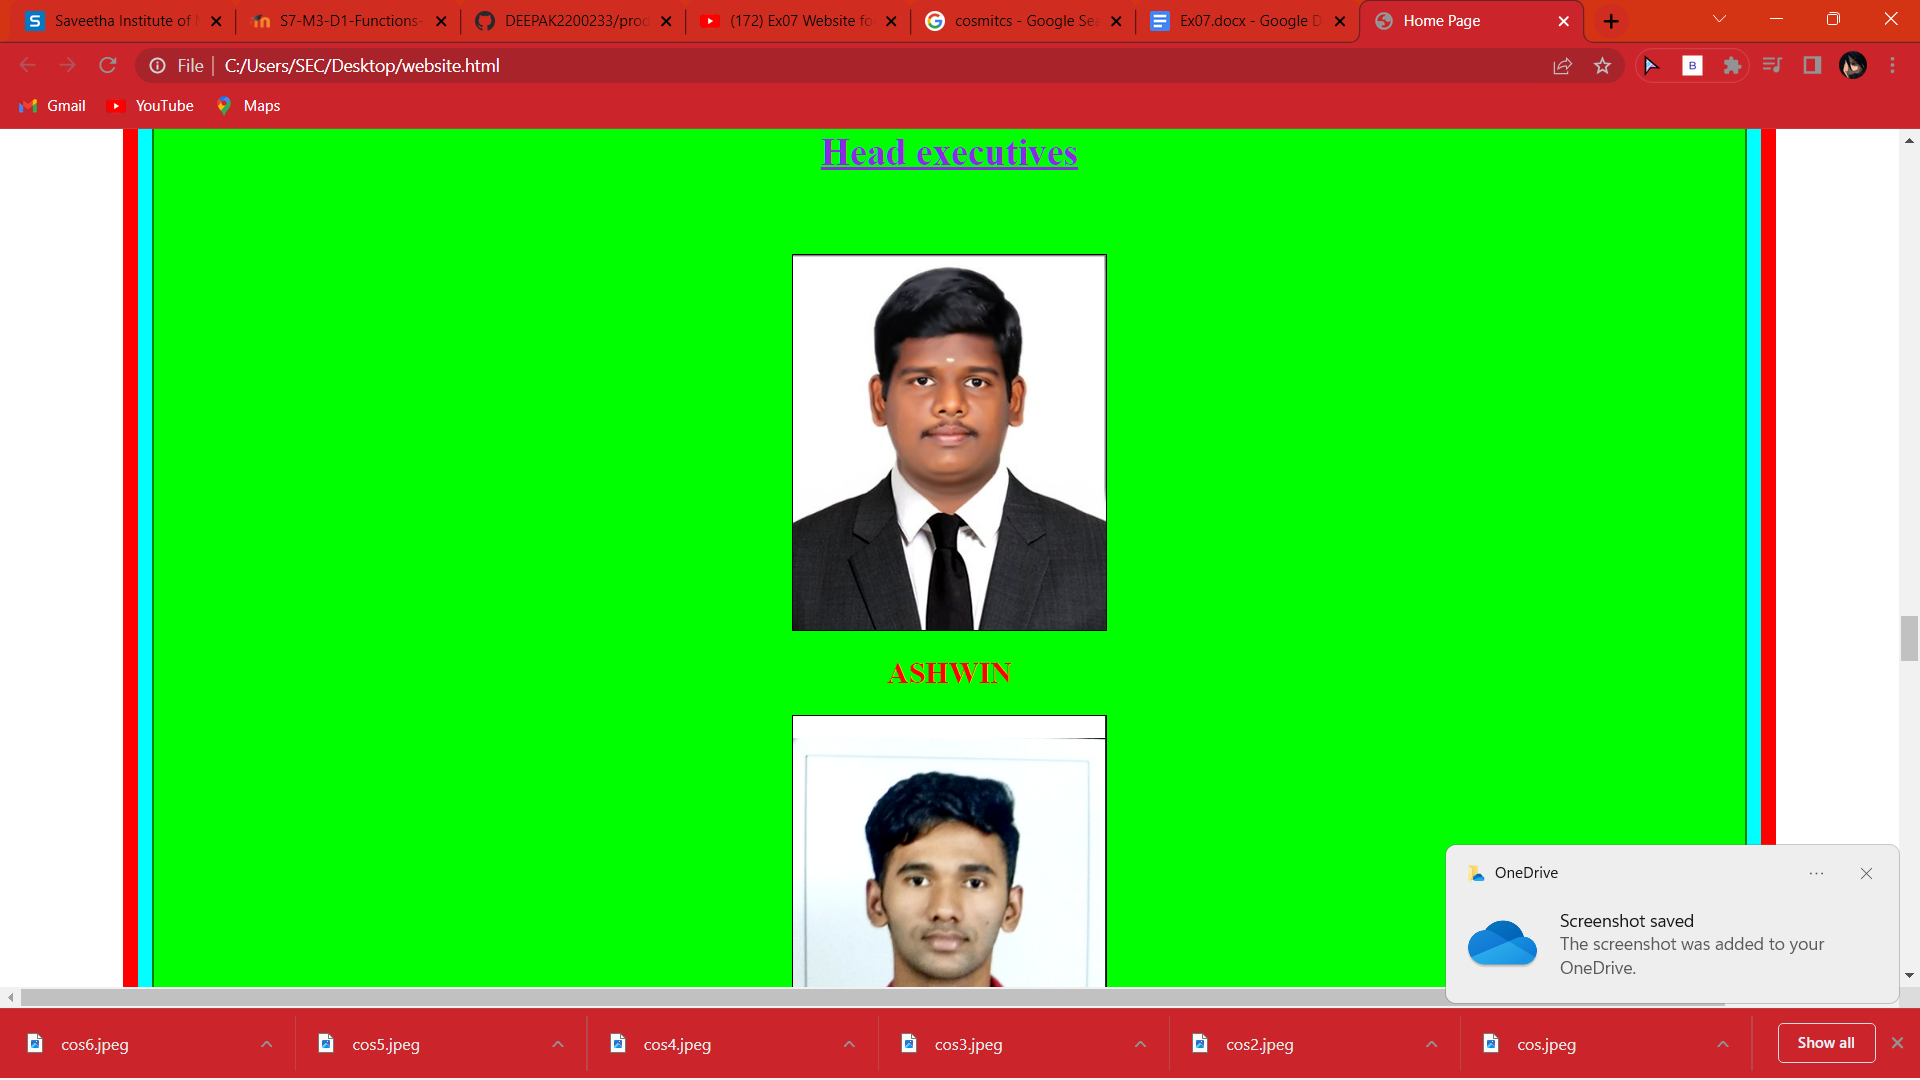 Saveetha Institute of M
S7-M3-D1-Functions-
DEEPAK2200233/prod
(172) Ex07 Website fo
cosmitcs - Google Sea
Ex07.docx - Google D
Home Page
File
C:/Users/SEC/Desktop/website.html
B
Gmail
YouTube
Maps
Head executives
ASHWIN
OneDrive
Screenshot saved
The screenshot was added to your
OneDrive.
cos6.jpeg
cos5.jpeg
cos4.jpeg
cos3.jpeg
cos2.jpeg
cos.jpeg
Show all